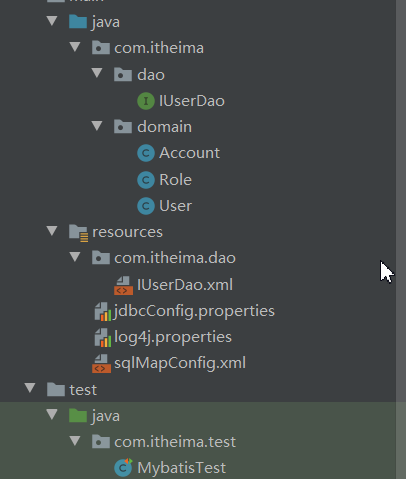 main
java
com.itheima
dao
IUserDao
domain
Account
Role
User
resources
com.itheima.dao
IUserDao.xml
jdbcConfig.properties
log4j.properties
sqlMapConfig.xml
test
java
com.itheima.test
MybatisTest